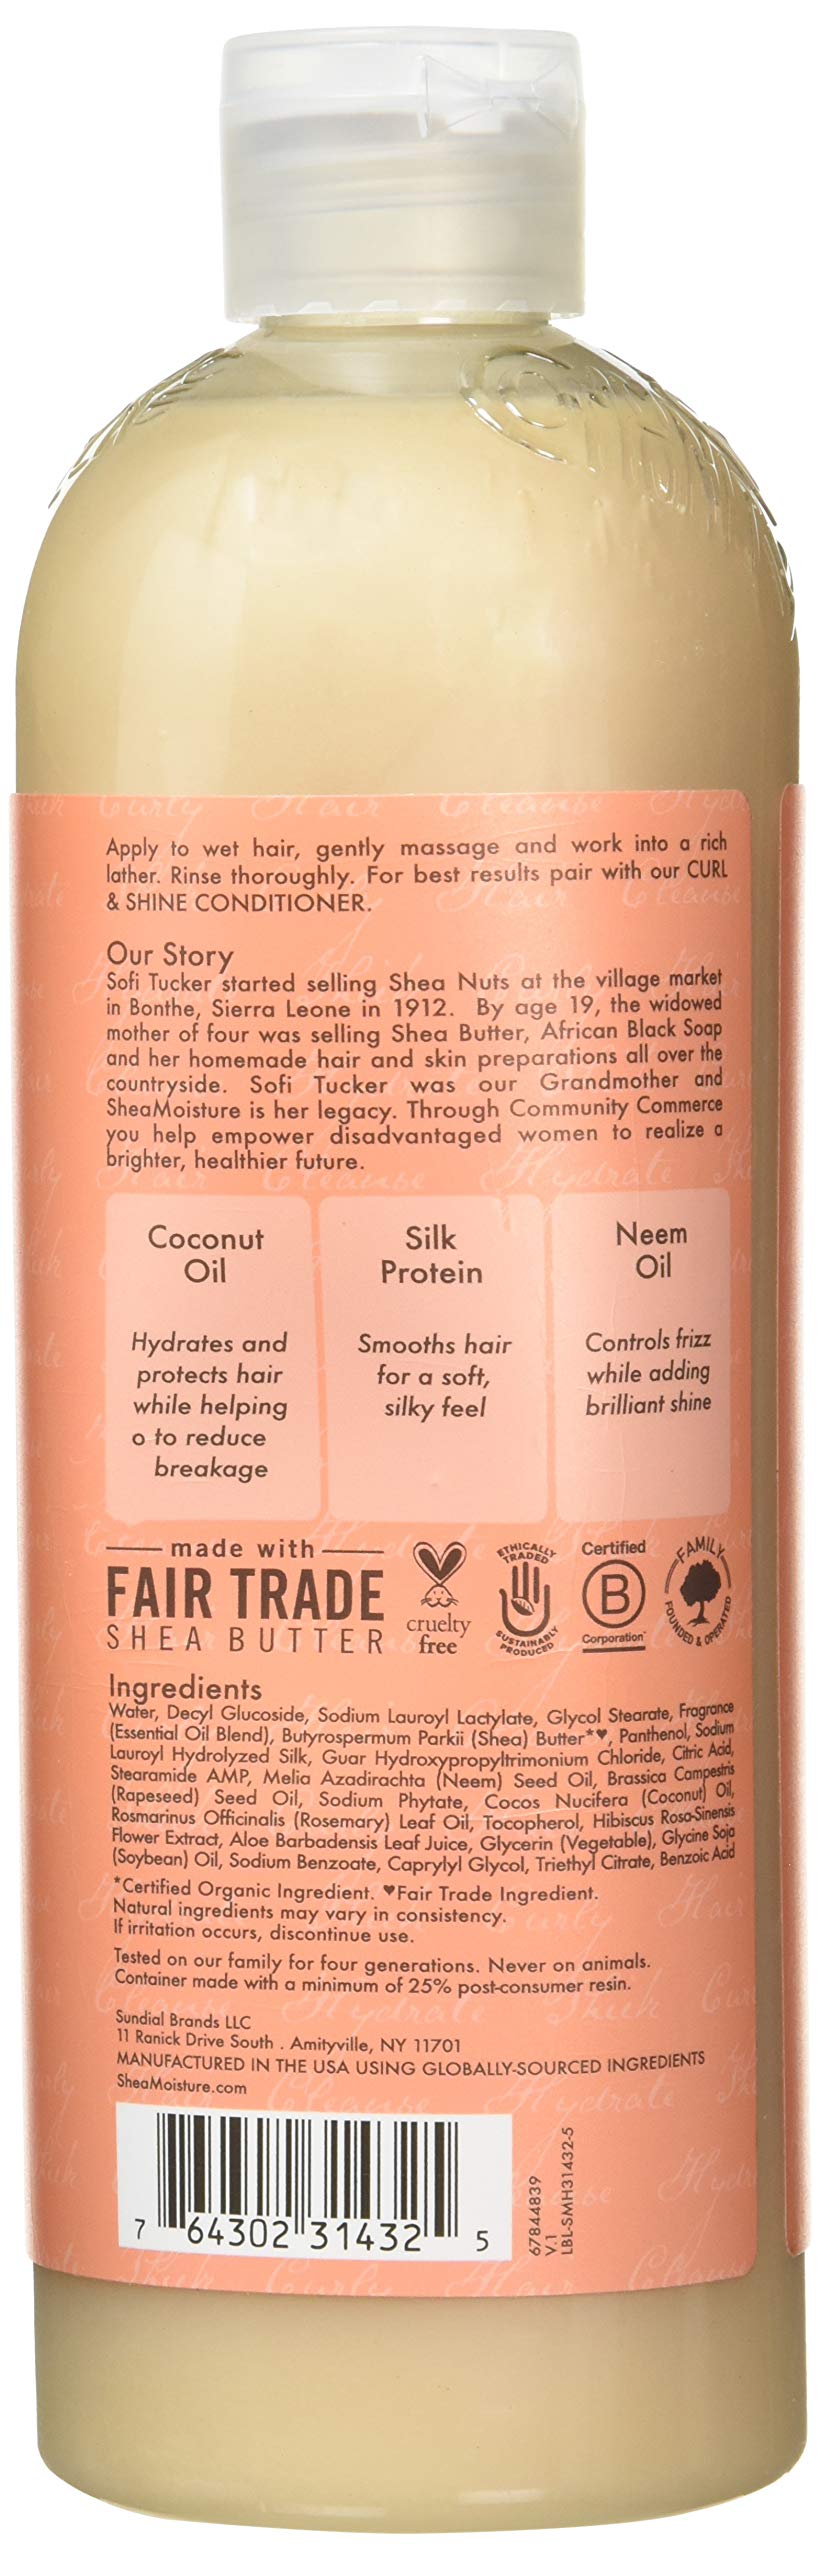 Apply to wet hair, gently massage and work into a rich
lather. Rinse thoroughly. For best results pair with our CURL
& SHINE CONDITIONER.
Our Story
Sofi Tucker started selling Shea Nuts at the village market
in Bonthe, Sierra Leone in 1912. By age 19, the widowed
mother of four was selling Shea Butter, African Black Soap
and her homemade hair and skin preparations all over the
countryside. Sofi Tucker was our Grandmother and
SheaMoisture is her legacy. Through Community Commerce
you help empower disadvantaged women to realize a
brighter, healthier future.
Coconut
Oil
Hydrates and
protects hair
while helping
o to reduce
breakage
Silk
Protein
Smooths hair
for a soft,
silky feel
Neem
Oil
Controls frizz
while adding
brilliant shine
made with
FAIR TRADE
SHEA BUTTER
cruelty
free
ETHICALLY
TRADED
SUSTAINABLY
PRODUCED
Certified
B
Corporation
FAMILY
FOUNDED & OPERATED
Ingredients
Water, Decyl Glucoside, Sodium Lauroyl Lactylate, Glycol Stearate, Fragrance
(Essential Oil Blend), Butyrospermum Parkii (Shea) Butter*♥, Panthenol, Sodium
Lauroyl Hydrolyzed Silk, Guar Hydroxypropyltrimonium Chloride, Citric Acid,
Stearamide AMP, Melia Azadirachta (Neem) Seed Oil, Brassica Campestris
(Rapeseed) Seed Oil, Sodium Phytate, Cocos Nucifera (Coconut) Oil,
Rosmarinus Officinalis (Rosemary) Leaf Oil, Tocopherol, Hibiscus Rosa-Sinensis
Flower Extract, Aloe Barbadensis Leaf Juice, Glycerin (Vegetable), Glycine Soja
(Soybean) Oil, Sodium Benzoate, Caprylyl Glycol, Triethyl Citrate, Benzoic Acid
*Certified Organic Ingredient. ♥Fair Trade Ingredient.
Natural ingredients may vary in consistency.
If irritation occurs, discontinue use.
Tested on our family for four generations. Never on animals.
Container made with a minimum of 25% post-consumer resin.
Sundial Brands LLC
11 Ranick Drive South . Amityville, NY 11701
MANUFACTURED IN THE USA USING GLOBALLY-SOURCED INGREDIENTS
SheaMoisture.com
7 64302 31432 5
67844839
V.1
LBL-SMH31432-5